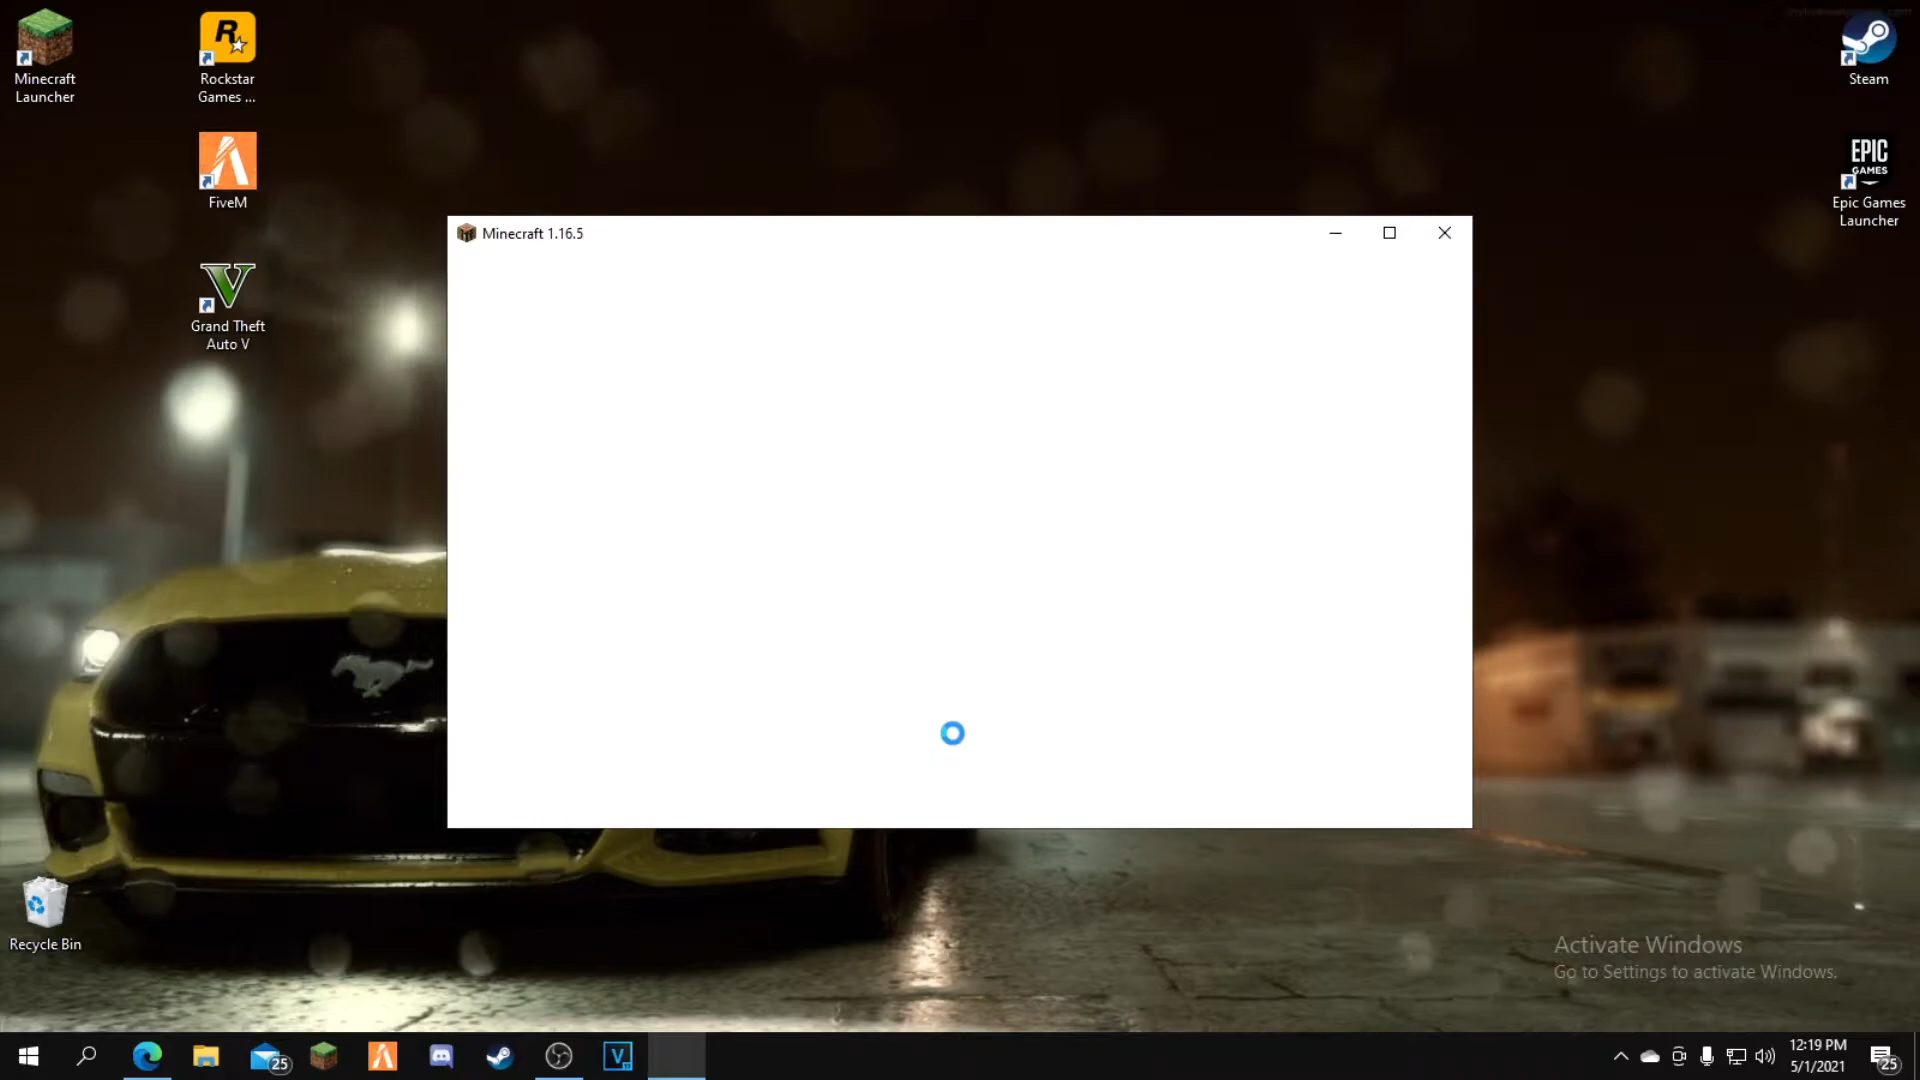 Minecraft
Launcher
Rockstar
Games ...
FiveM
Grand Theft
Auto V
Recycle Bin
Minecraft 1.16.5
Steam
EPIC
GAMES
Epic Games
Launcher
Activate Windows
Go to Settings to activate Windows.
25
V
12:19 PM
5/1/2021
25